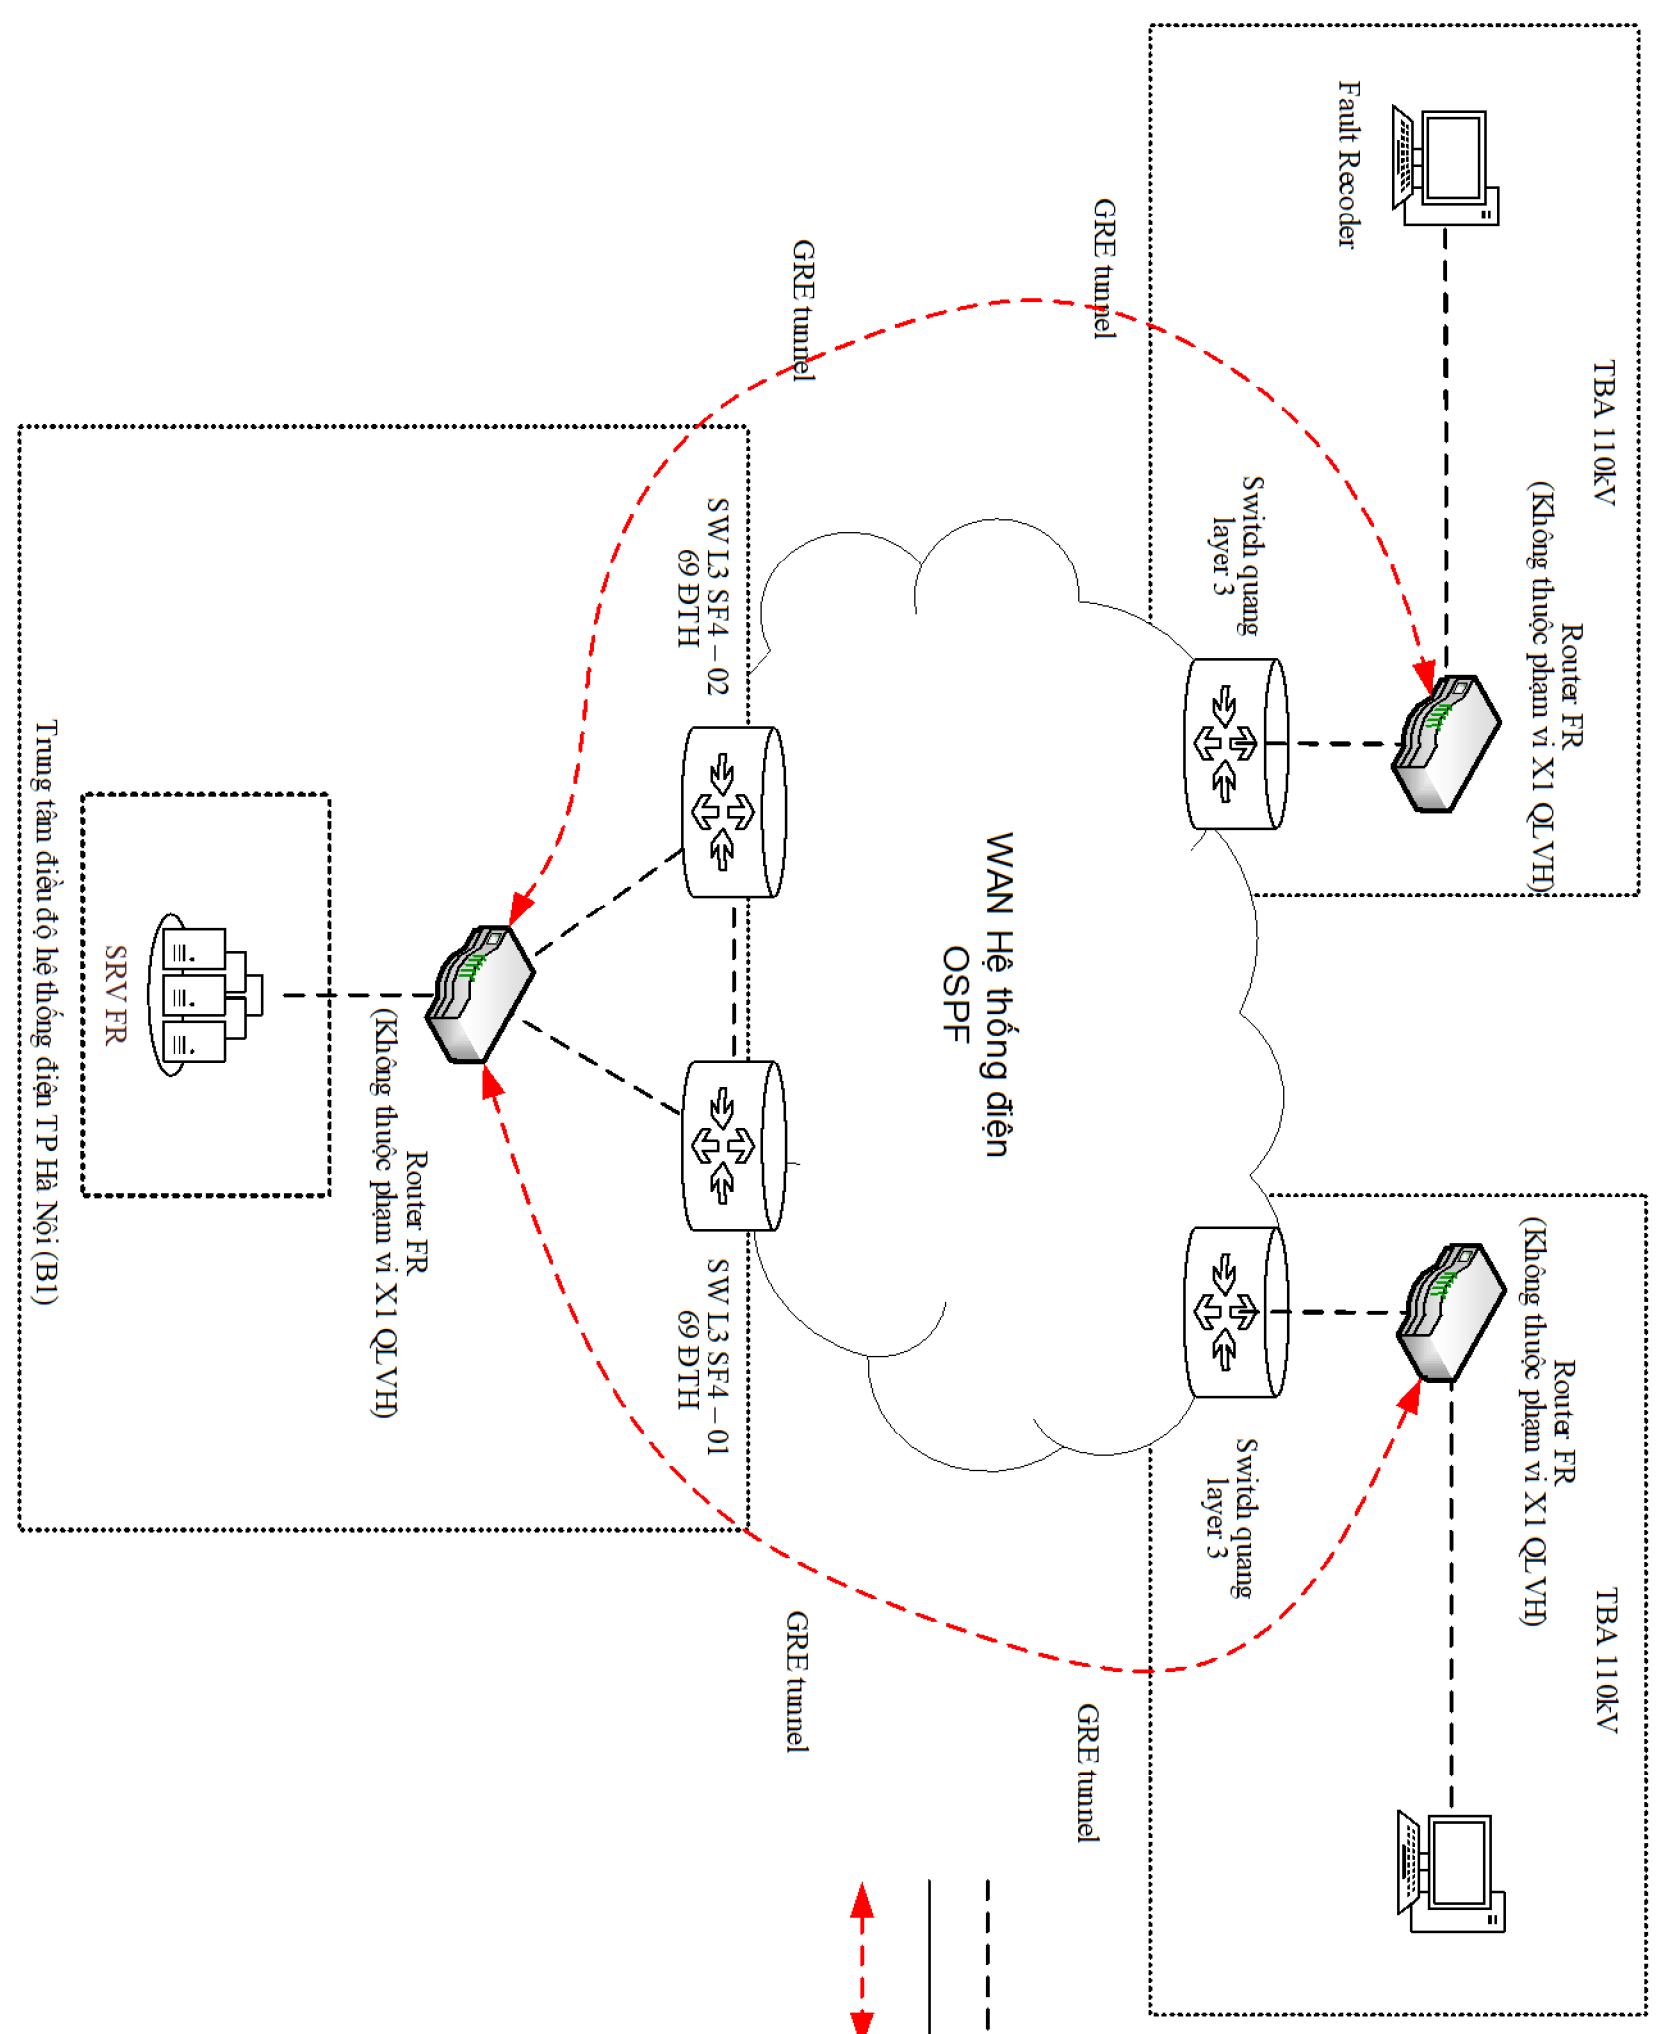 TBA 110kV
Router FR
(Không thuộc phạm vi X1 QLVH)
Fault Recoder
Switch quang
layer 3
GRE tunnel
GRE tunnel
TBA 110kV
Router FR
(Không thuộc phạm vi X1 QLVH)
Switch quang
layer 3
GRE tunnel
GRE tunnel
WAN Hệ thống điện
OSPF
SW L3 SF4 – 02
69 ĐTH
SW L3 SF4 – 01
69 ĐTH
Router FR
(Không thuộc phạm vi X1 QLVH)
SRV FR
Trung tâm điều độ hệ thống điện TP Hà Nội (B1)